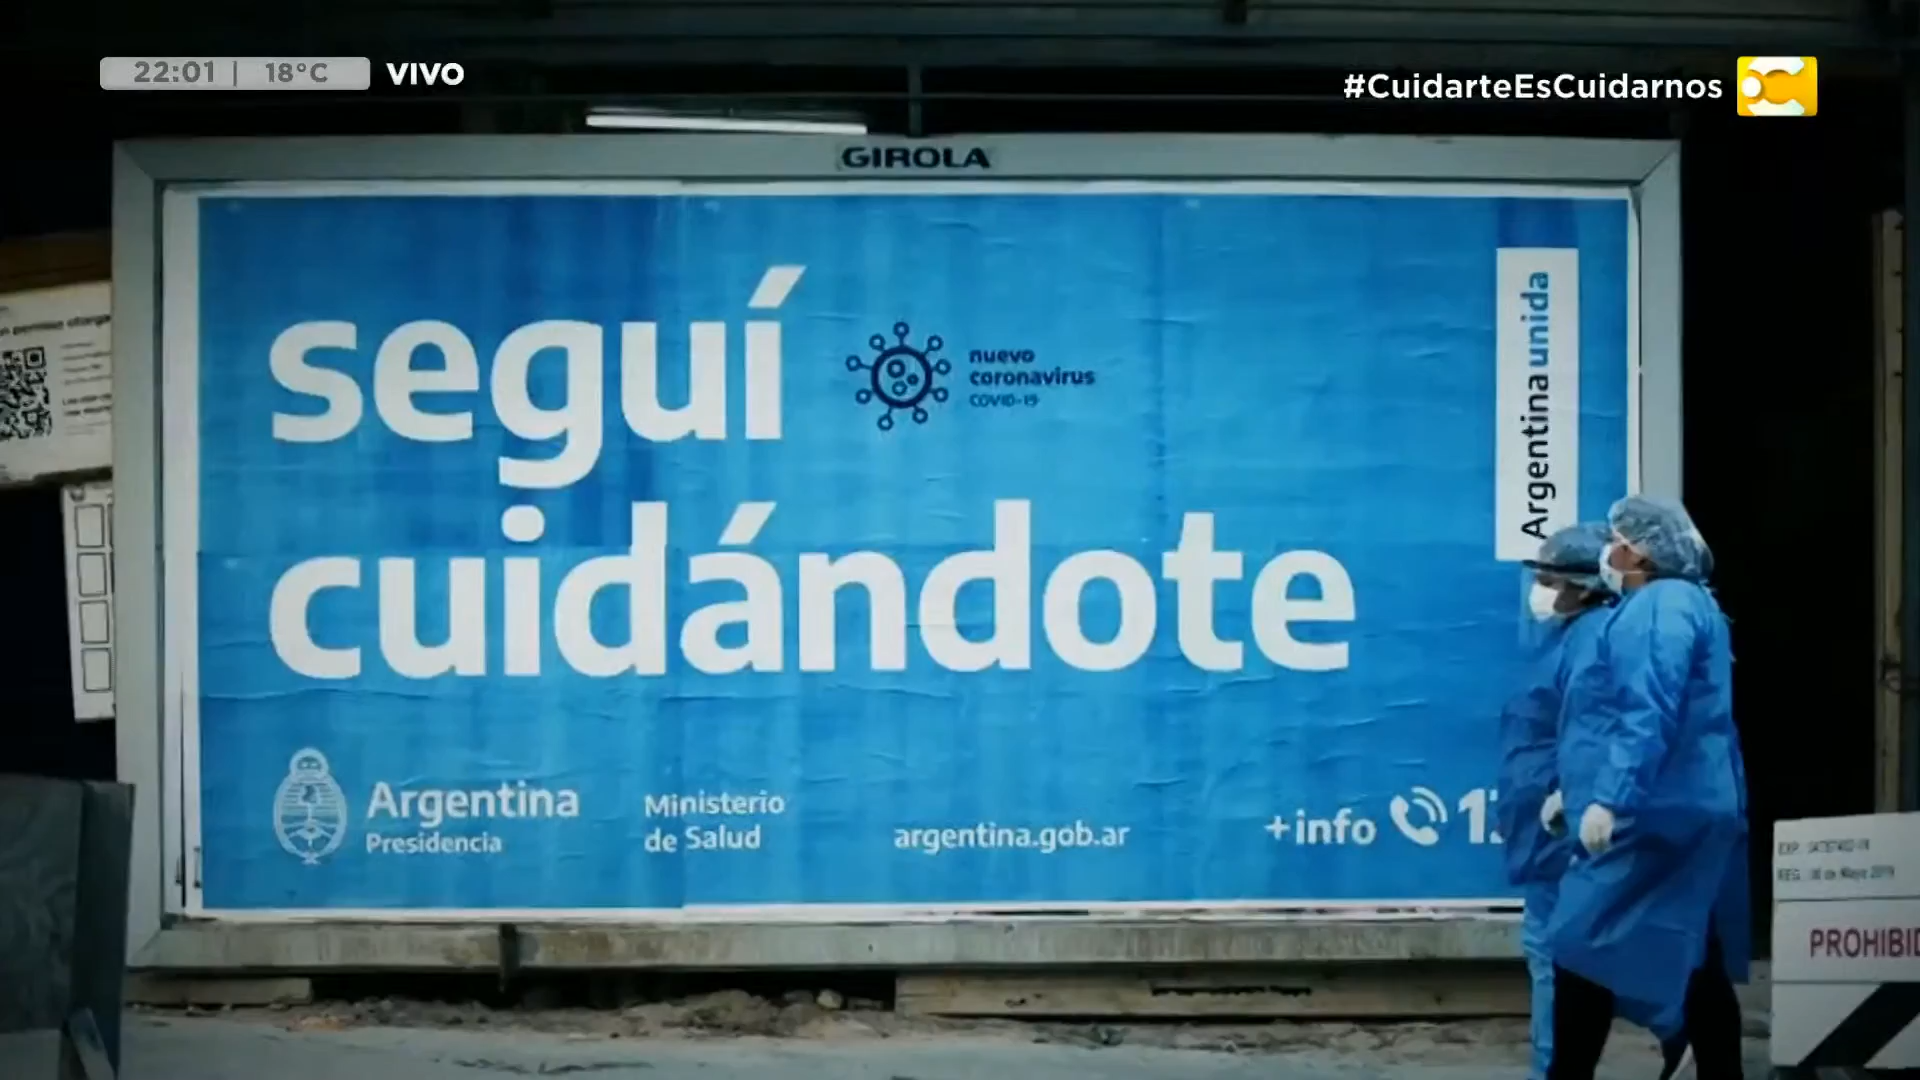 22:01 | 18°C VIVO
#CuidarteEsCuidarnos
GIROLA
seguí
nuevo
coronavirus
COVID-19
cuidándote
Argentina unida
Argentina
Presidencia
Ministerio
de Salud
argentina.gob.ar
+info
PROHIBID